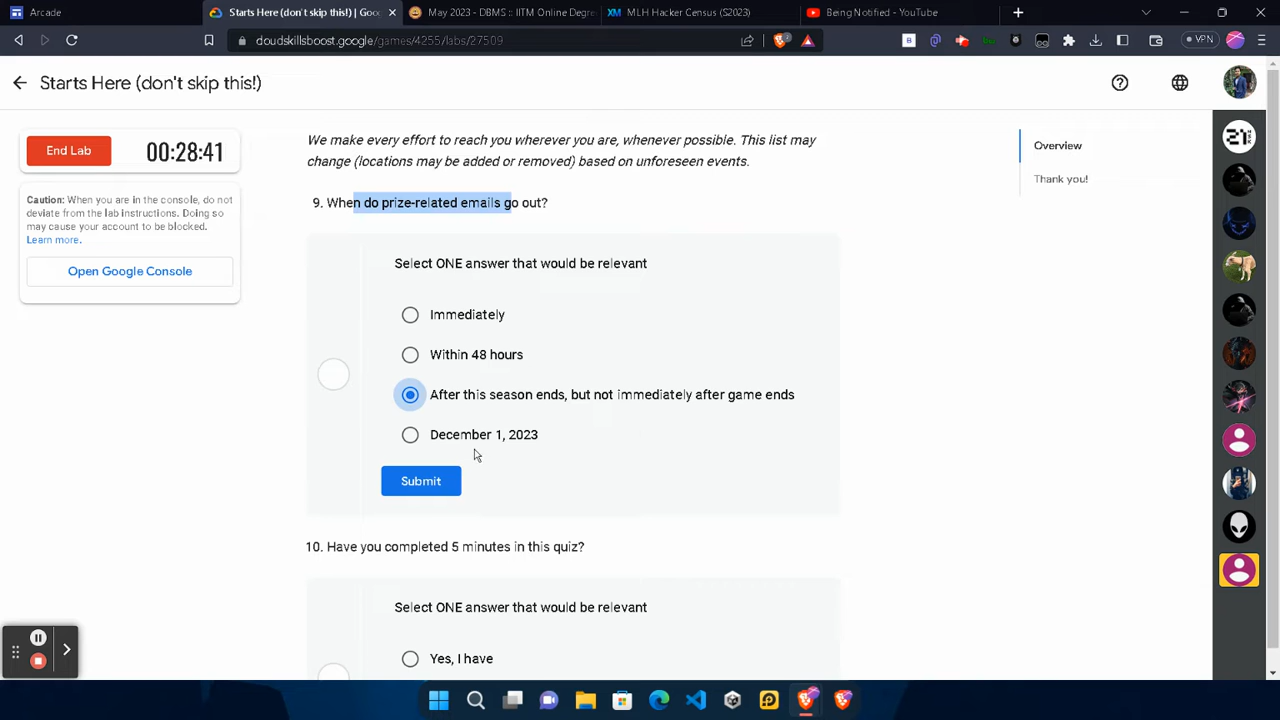 Arcade
Starts Here (don't skip this!) | Goo
May 2023 - DBMS :: IITM Online Degre
MLH Hacker Census (S2023)
Being Notified - YouTube
cloudskillsboost.google/games/4255/labs/27509
VPN
Starts Here (don't skip this!)
End Lab
00:28:41
Caution: When you are in the console, do not
deviate from the lab instructions. Doing so
may cause your account to be blocked.
Learn more.
Open Google Console
We make every effort to reach you wherever you are, whenever possible. This list may
change (locations may be added or removed) based on unforeseen events.
9. When do prize-related emails go out?
Select ONE answer that would be relevant
Immediately
Within 48 hours
After this season ends, but not immediately after game ends
December 1, 2023
Submit
10. Have you completed 5 minutes in this quiz?
Select ONE answer that would be relevant
Yes, I have
Overview
Thank you!
21